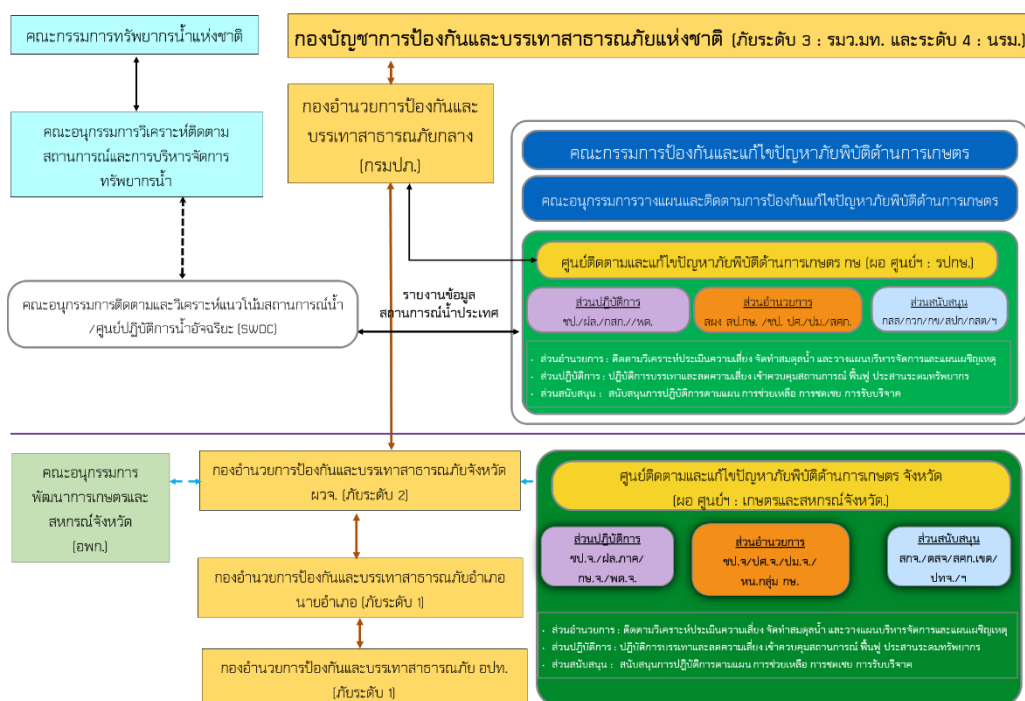 คณะกรรมการทรัพยากรน้ำแห่งชาติ
กองบัญชาการป้องกันและบรรเทาสาธารณภัยแห่งชาติ (ภัยระดับ 3 : รมว.มท. และระดับ 4 : นรม.)
คณะอนุกรรมการวิเคราะห์ติดตาม
สถานการณ์และการบริหารจัดการ
ทรัพยากรน้ำ
กองอำนวยการป้องกันและ
บรรเทาสาธารณภัยกลาง
(กรมปภ.)
คณะกรรมการป้องกันและแก้ไขปัญหาภัยพิบัติด้านการเกษตร
คณะอนุกรรมการวางแผนและติดตามการป้องกันแก้ไขปัญหาภัยพิบัติด้านการเกษตร
ศูนย์ติดตามและแก้ไขปัญหาภัยพิบัติด้านการเกษตร กษ (ผอ ศูนย์ฯ : รปกษ.)
ส่วนปฏิบัติการ
ชป./ฝล./กสก.//พด.
ส่วนอำนวยการ
สผง สป.กษ. /ชป. ปศ./ปม./สศก.
ส่วนสนับสนุน
กสส/กวก/กข/สปก/กสต/ฯ
- ส่วนอำนวยการ : ติดตามวิเคราะห์ประเมินความเสี่ยง จัดทำสมดุลน้ำ และวางแผนบริหารจัดการและแผนเผชิญเหตุ
- ส่วนปฏิบัติการ : ปฏิบัติการบรรเทาและลดความเสี่ยง เข้าควบคุมสถานการณ์ ฟื้นฟู ประสานระดมทรัพยากร
- ส่วนสนับสนุน : สนับสนุนการปฏิบัติการตามแผน การช่วยเหลือ การชดเชย การรับบริจาค
คณะอนุกรรมการติดตามและวิเคราะห์แนวโน้มสถานการณ์น้ำ
/ศูนย์ปฏิบัติการน้ำอัจฉริยะ (SWOC)
รายงานข้อมูล
สถานการณ์น้ำประเทศ
คณะอนุกรรมการ
พัฒนาการเกษตรและ
สหกรณ์จังหวัด
(อพก.)
กองอำนวยการป้องกันและบรรเทาสาธารณภัยจังหวัด
ผวจ. (ภัยระดับ 2)
กองอำนวยการป้องกันและบรรเทาสาธารณภัยอำเภอ
นายอำเภอ (ภัยระดับ 1)
กองอำนวยการป้องกันและบรรเทาสาธารณภัย อปท.
(ภัยระดับ 1)
ศูนย์ติดตามและแก้ไขปัญหาภัยพิบัติด้านการเกษตร จังหวัด
(ผอ ศูนย์ฯ : เกษตรและสหกรณ์จังหวัด.)
ส่วนปฏิบัติการ
ชป.จ/ฝล.ภาค/
กษ.จ./พด.จ.
ส่วนอำนวยการ
ชป.จ/ปศ.จ./ปม.จ./
หน.กลุ่ม กษ.
ส่วนสนับสนุน
สกจ./ตสจ/สศก.เขต/
ปทจ./ฯ
- ส่วนอำนวยการ : ติดตามวิเคราะห์ประเมินความเสี่ยง จัดทำสมดุลน้ำ และวางแผนบริหารจัดการและแผนเผชิญเหตุ
- ส่วนปฏิบัติการ : ปฏิบัติการบรรเทาและลดความเสี่ยง เข้าควบคุมสถานการณ์ ฟื้นฟู ประสานระดมทรัพยากร
- ส่วนสนับสนุน : สนับสนุนการปฏิบัติการตามแผน การช่วยเหลือ การชดเชย การรับบริจาค